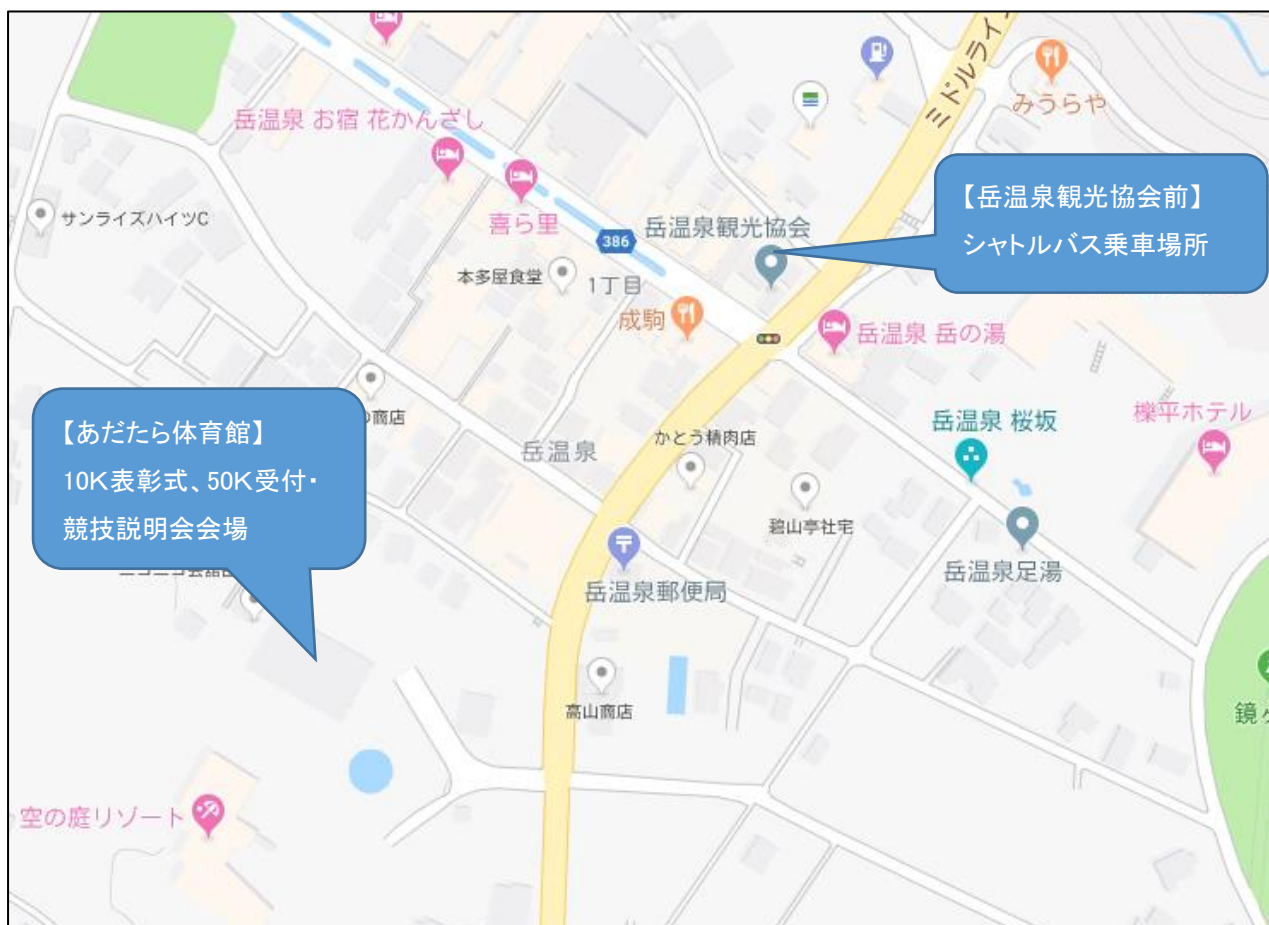 ミドルライン
みうらや
岳温泉 お宿 花かんざし
【岳温泉観光協会前】
シャトルバス乗車場所
サンライズハイツC
喜ら里
岳温泉観光協会
386
本多屋食堂
1丁目
成駒
岳温泉 岳の湯
商店
【あだたら体育館】
10K表彰式、50K受付・
競技説明会会場
岳温泉
かとう精肉店
岳温泉 桜坂
櫟平ホテル
碧山亭社宅
岳温泉足湯
岳温泉郵便局
高山商店
鏡
空の庭リゾート